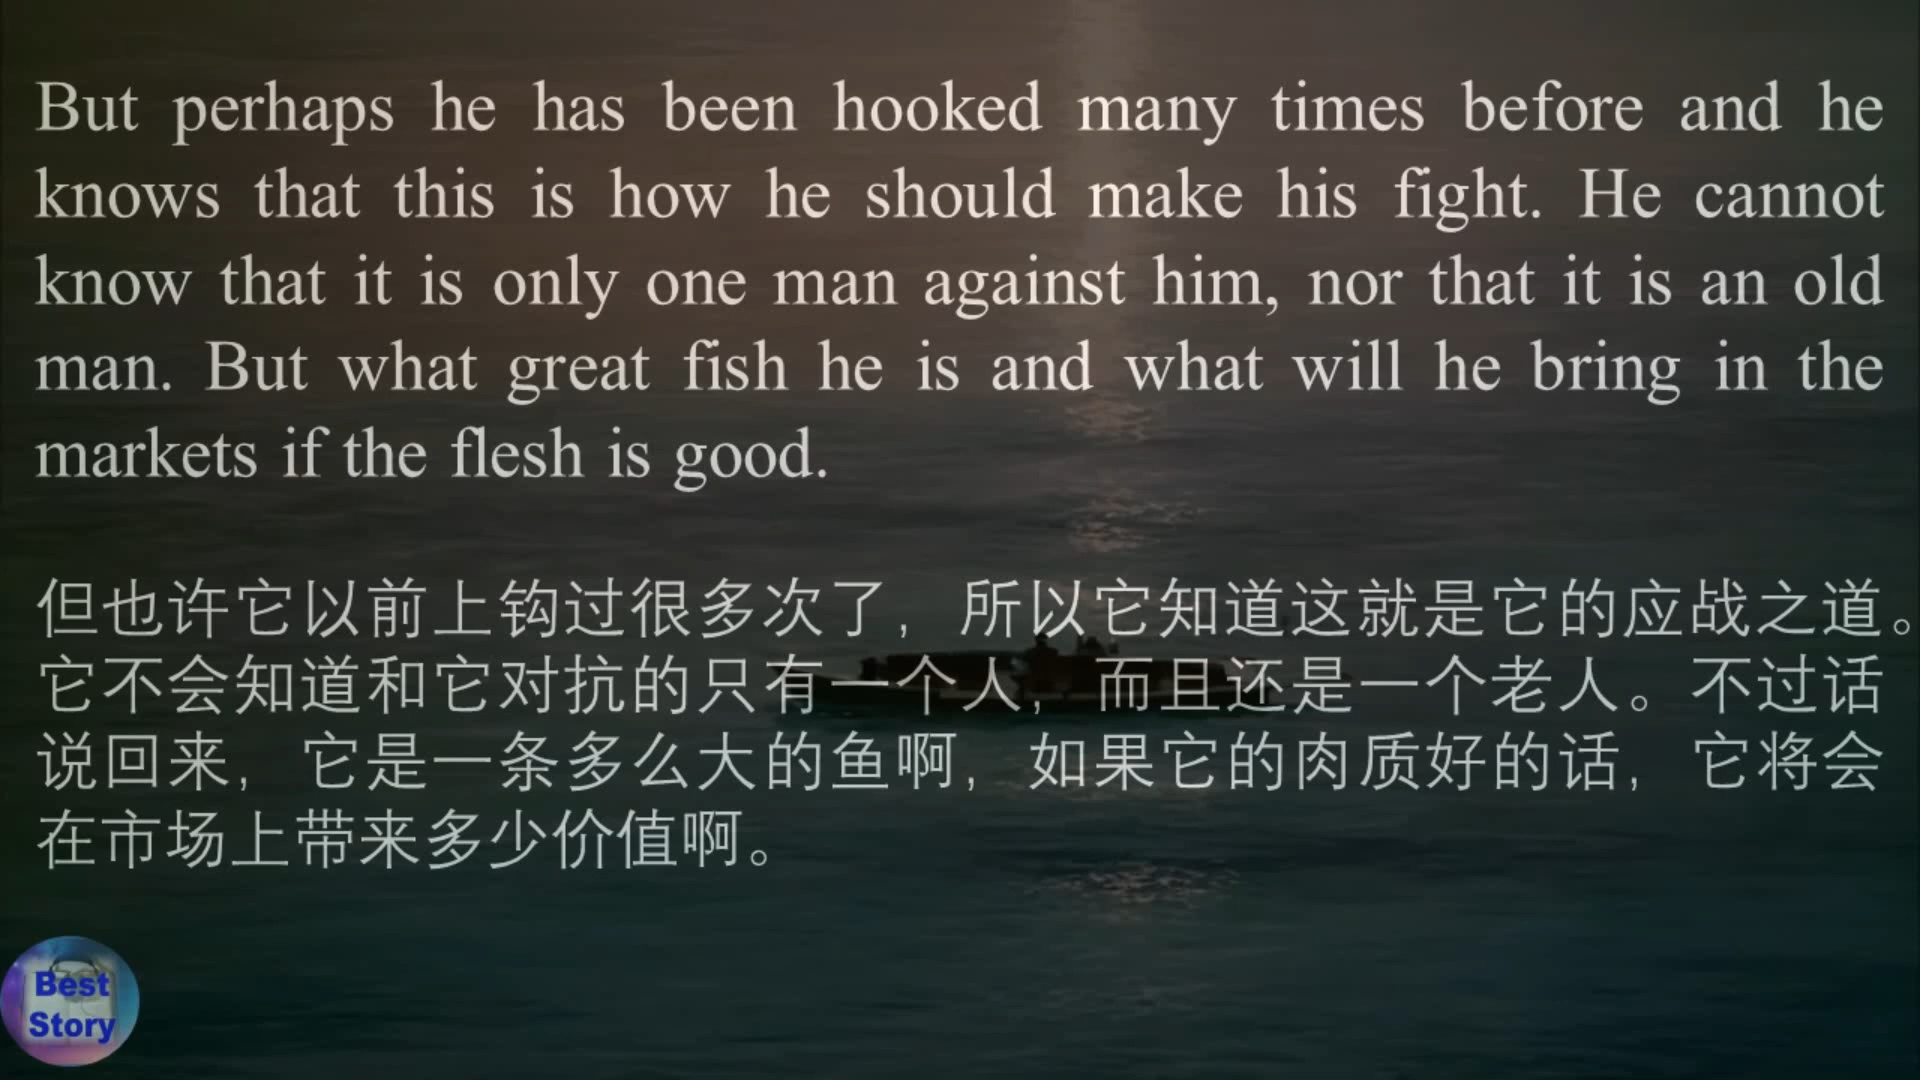 But perhaps he has been hooked many times before and he
knows that this is how he should make his fight. He cannot
know that it is only one man against him, nor that it is an old
man. But what great fish he is and what will he bring in the
markets if the flesh is good.
但也许它以前上钩过很多次了，所以它知道这就是它的应战之道。
它不会知道和它对抗的只有一个人，而且还是一个老人。不过话
说回来，它是一条多么大的鱼啊，如果它的肉质好的话，它将会
在市场上带来多少价值啊。
Best
Story